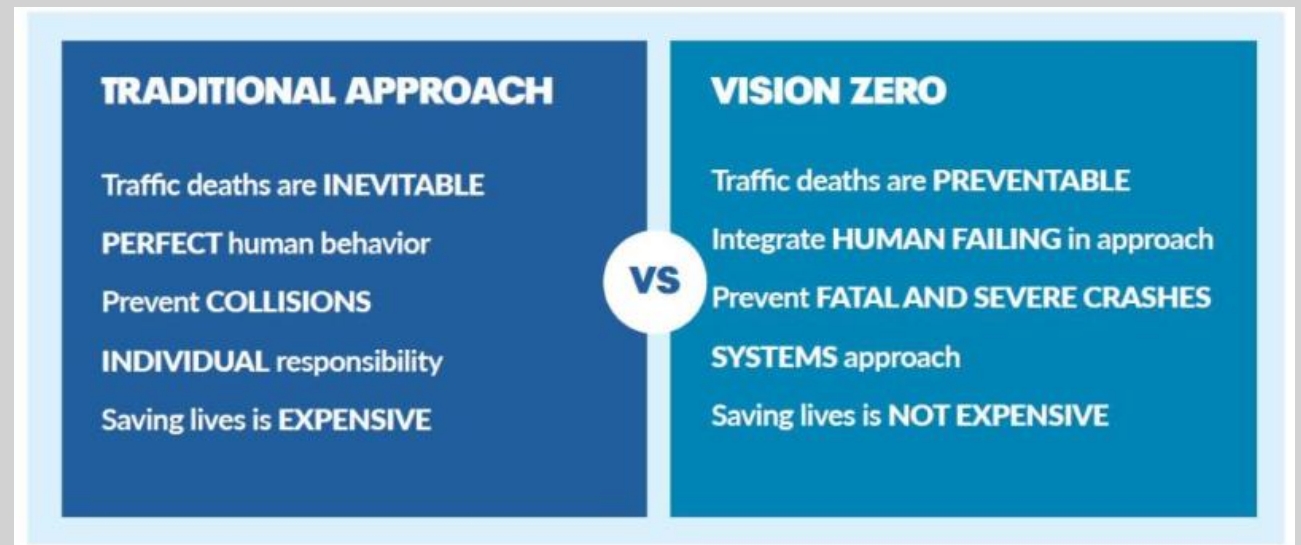 TRADITIONAL APPROACH
Traffic deaths are INEVITABLE
PERFECT human behavior
Prevent COLLISIONS
INDIVIDUAL responsibility
Saving lives is EXPENSIVE
VS
VISION ZERO
Traffic deaths are PREVENTABLE
Integrate HUMAN FAILING in approach
Prevent FATAL AND SEVERE CRASHES
SYSTEMS approach
Saving lives is NOT EXPENSIVE